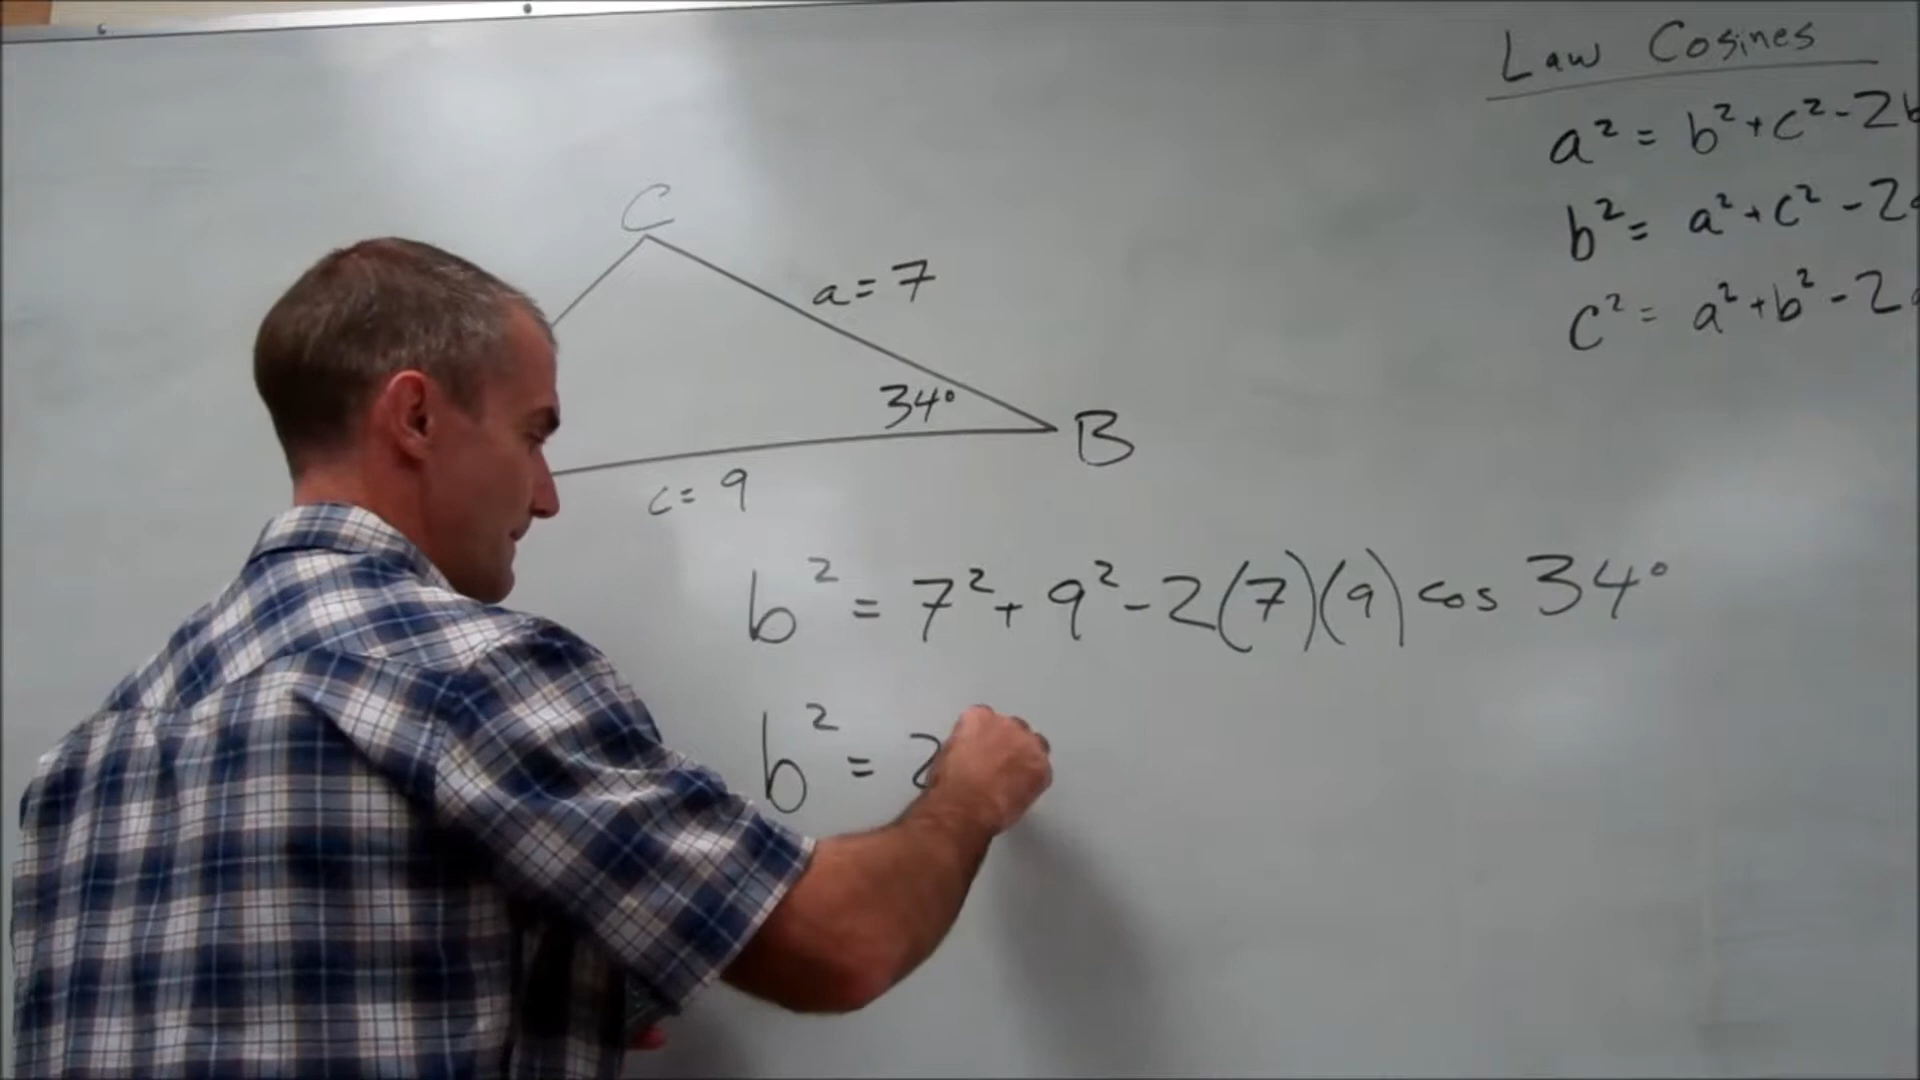 Law Cosines
a² = b² + c² - 2b
b² = a² + c² - 2
c² = a² + b² - 2
C
a = 7
34°
B
c = 9
b² = 7² + 9² - 2(7)(9) cos 34°
b² = 2